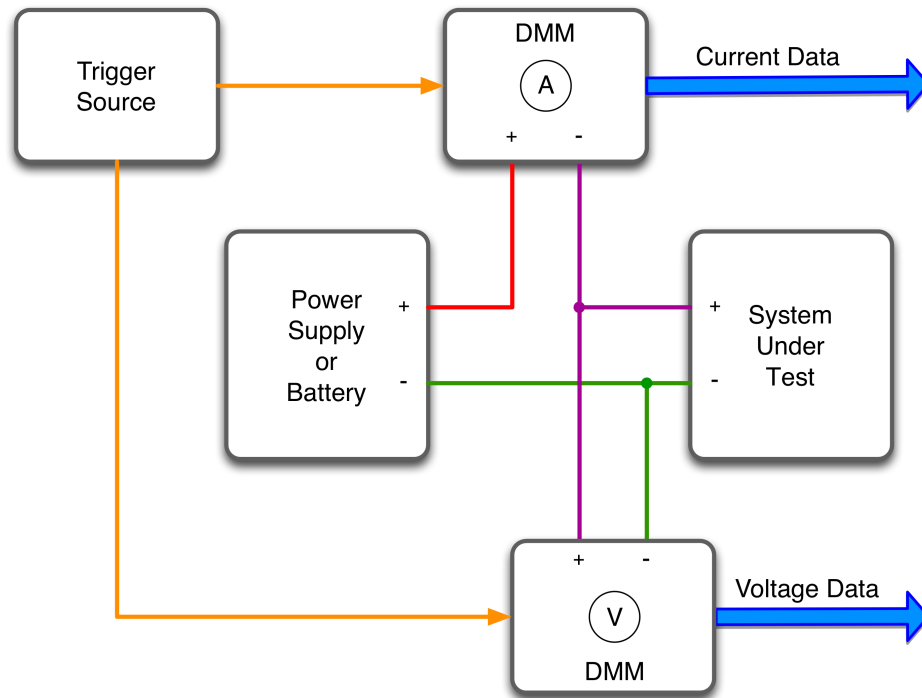 Trigger
Source
DMM
A
+ -
Current Data
Power
Supply
or
Battery
+
-
+
-
System
Under
Test
+ -
V
DMM
Voltage Data